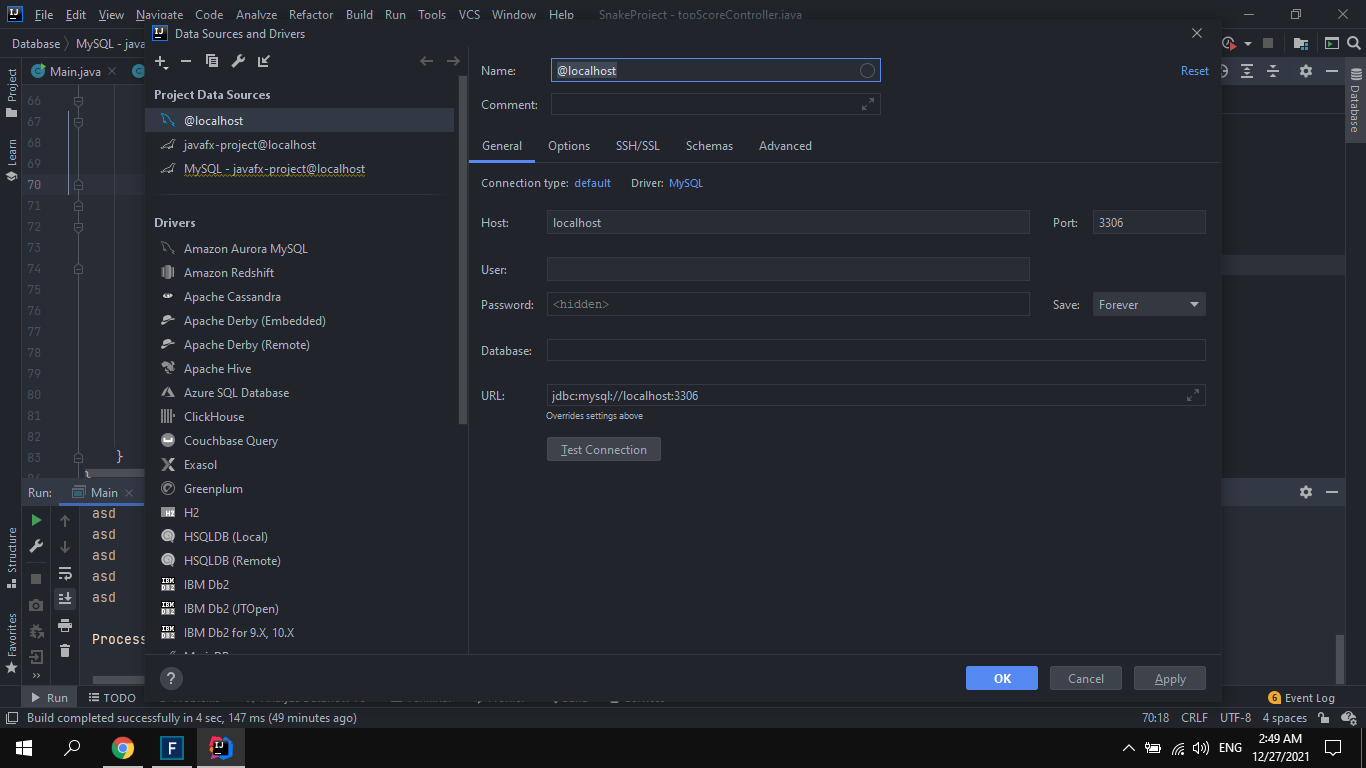 File Edit View Navigate Code Analyze Refactor Build Run Tools VCS Window Help SnakeProject - topScoreController.java
Database MySQL - java
Data Sources and Drivers
Project
Learn
Structure
Favorites
Database
Main.java
66
67
68
69
70
71
72
73
74
75
76
77
78
79
80
81
82
83
}
Project Data Sources
@localhost
javafx-project@localhost
MySQL - javafx-project@localhost
Drivers
Amazon Aurora MySQL
Amazon Redshift
Apache Cassandra
Apache Derby (Embedded)
Apache Derby (Remote)
Apache Hive
Azure SQL Database
ClickHouse
Couchbase Query
Exasol
Greenplum
H2
HSQLDB (Local)
HSQLDB (Remote)
IBM Db2
IBM Db2 (JTOpen)
IBM Db2 for 9.X, 10.X
Name: @localhost Reset
Comment:
General Options SSH/SSL Schemas Advanced
Connection type: default Driver: MySQL
Host: localhost Port: 3306
User:
Password: <hidden> Save: Forever
Database:
URL: jdbc:mysql://localhost:3306
Overrides settings above
Test Connection
? OK Cancel Apply
Run: Main
asd
asd
asd
asd
asd
Process
Run TODO
6 Event Log
Build completed successfully in 4 sec, 147 ms (49 minutes ago) 70:18 CRLF UTF-8 4 spaces
F
ENG
2:49 AM
12/27/2021